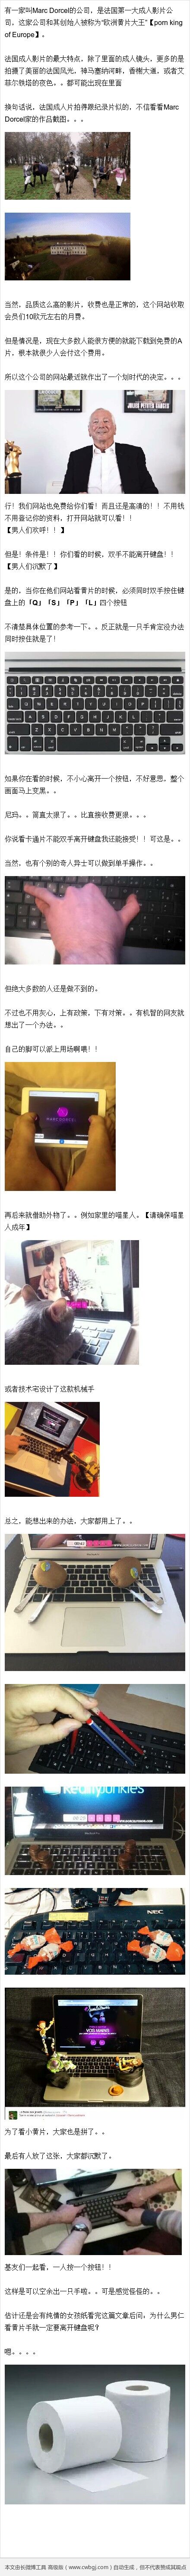 有一家叫Marc Dorcel的公司，是法国第一大成人影片公
司，这家公司和其创始人被称为“欧洲黄片大王”【porn king
of Europe】。
法国成人影片的最大特点，除了里面的成人镜头，更多的是
拍摄了美丽的法国风光，神马塞纳河畔，香榭大道，或者艾
菲尔铁塔的夜色。。都可能出现在里面
换句话说，法国成人片拍得跟纪录片似的，不信看看Marc
Dorcel家的作品截图。。。
当然，品质这么高的影片，收费也是正常的，这个网站收取
会员们10欧元左右的月费。
但是情况是，现在大多数人能很方便的就能下载到免费的A
片，根本就很少人会付这个费用。
所以这个公司的网站最近就作出了一个划时代的决定。。。
行！我们网站也免费给你们看！而且还是高清的！！不用钱
不用登记你的资料，打开网站就可以看！！
【男人们欢呼！！】
但是！条件是！！你们看的时候，双手不能离开键盘！！
【男人们沉默了】
是的，当你在他们网站看黄片的时候，必须同时双手按住键
盘上的「Q」「S」「P」「L」四个按钮
不清楚具体位置的参考一下。。反正就是一只手肯定没办法
同时按住就是了！
如果你在看的时候，不小心离开一个按钮，不好意思，整个
画面马上变黑。。
尼玛。。简直太狠了。。比直接收费更狠。。。
你说看卡通片不能双手离开键盘我还能接受！！可这是。。
当然，也有个别的奇人异士可以做到单手操作。。
但绝大多数的人还是做不到的。
不过也不用灰心，上有政策，下有对策。。有机智的网友就
想出了一个办法。。
自己的脚可以派上用场啊喂！！
再后来就借助外物了。。例如家里的喵星人。【请确保喵星
人成年】
或者技术宅设计了这款机械手
总之，能想出来的办法，大家都用上了。。
为了看小黄片，大家也是拼了。。
最后有人放了这张，大家都沉默了。
基友们一起看，一人按一个按钮！！
这样是可以空余出一只手啦。。可是感觉怪怪的。。
估计还是会有纯情的女孩纸看完这篇文章后问，为什么男仁
看黄片手就一定要离开键盘呢？
嗯。。。。
本文由长微博工具
（www.cwbgj.com）自动生成，但不代表赞成其观点